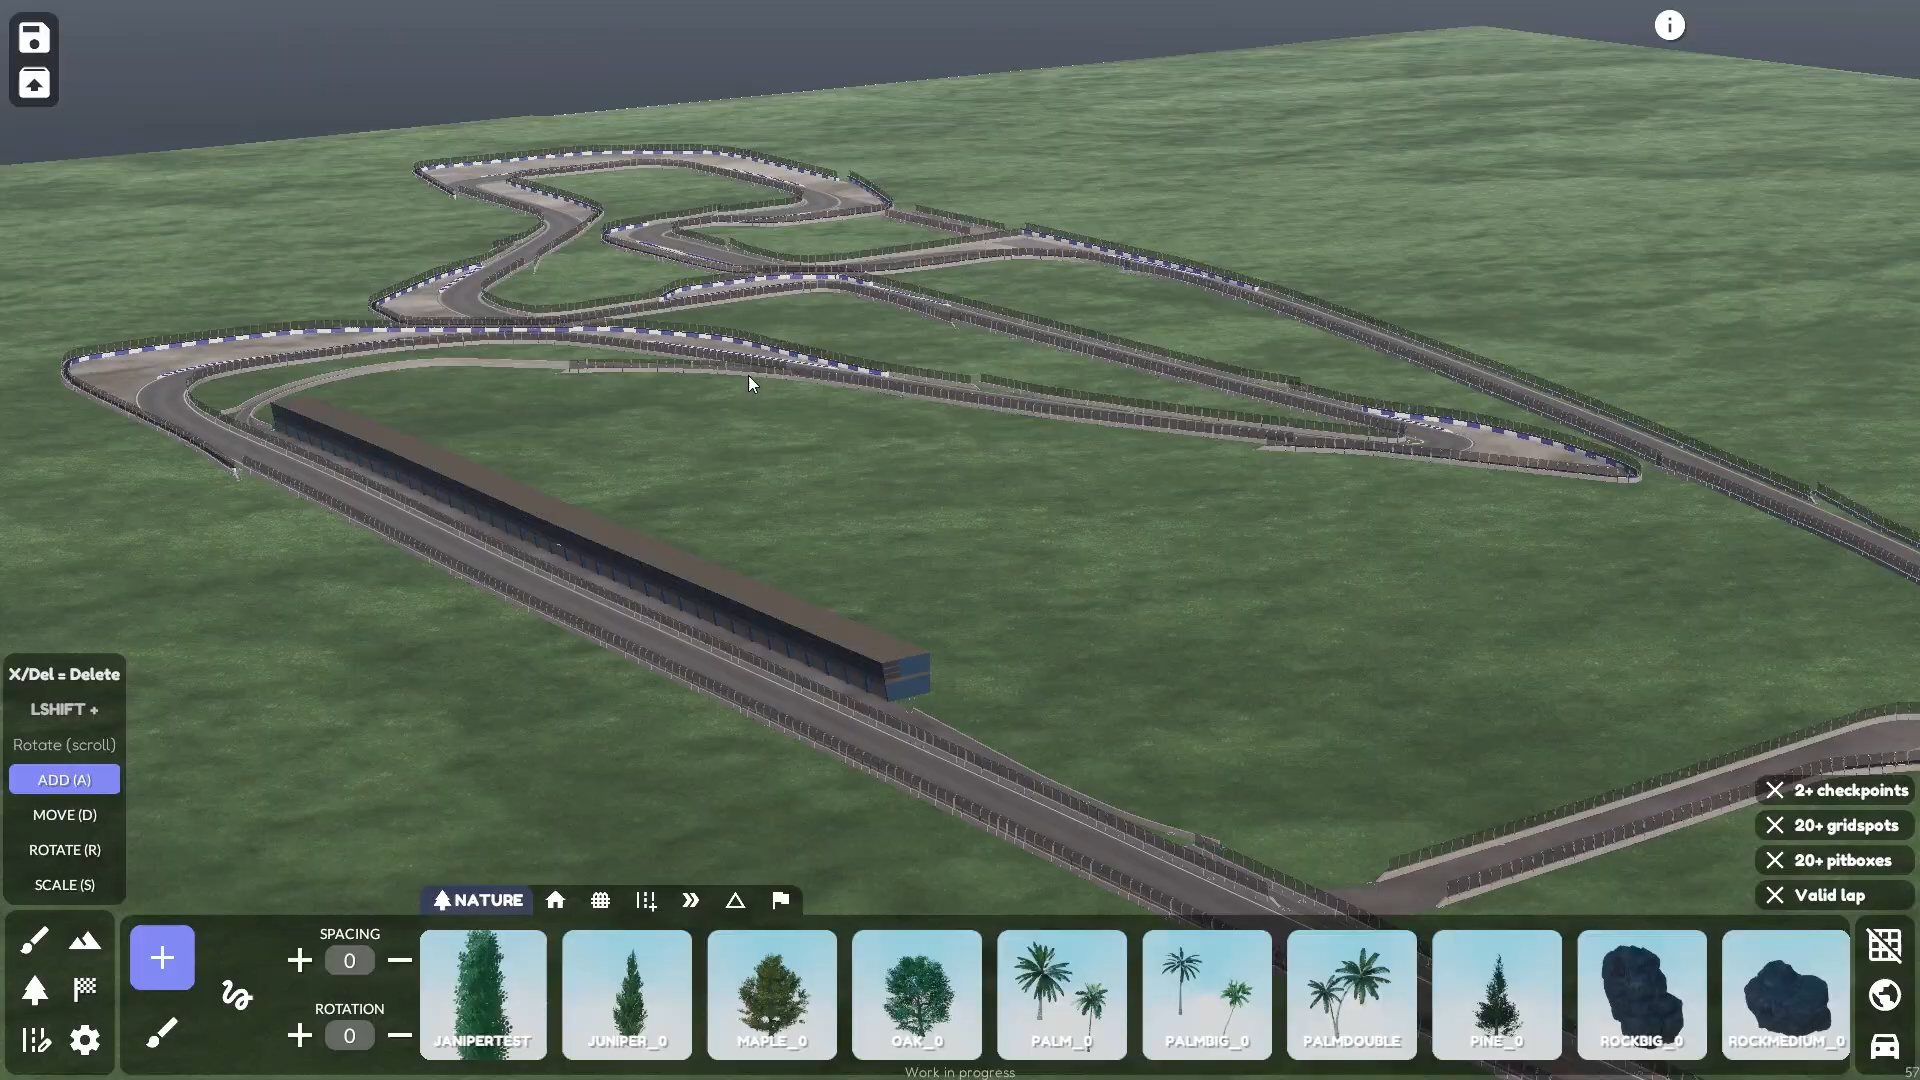 i
X/Del = Delete
LSHIFT +
Rotate (scroll)
ADD (A)
MOVE (D)
ROTATE (R)
SCALE (S)
2+ checkpoints
20+ gridspots
20+ pitboxes
Valid lap
NATURE
SPACING
+ 0 −
ROTATION
+ 0 −
JANIPERTEST
JUNIPER_0
MAPLE_0
OAK_0
PALM_0
PALMBIG_0
PALMDOUBLE
PINE_0
ROCKBIG_0
ROCKMEDIUM_0
Work in progress
57